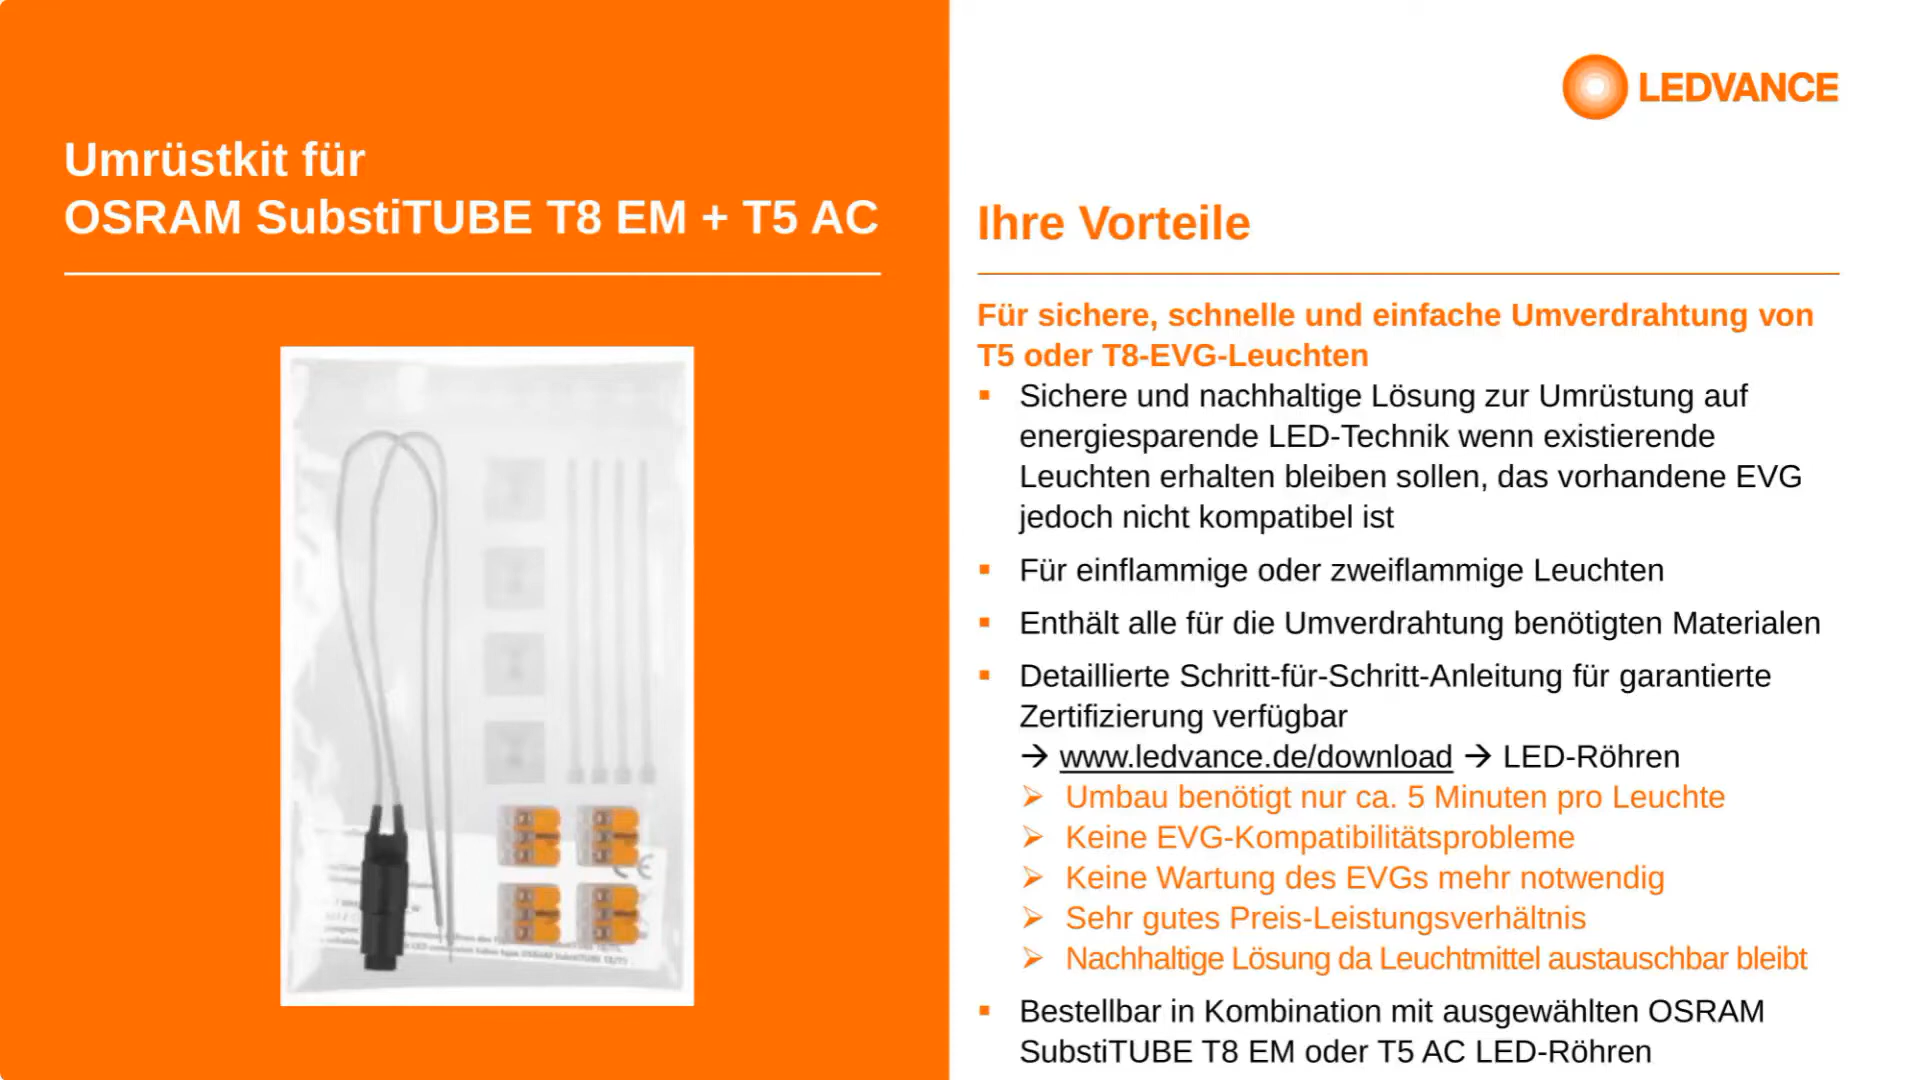 LEDVANCE
Umrüstkit für
OSRAM SubstiTUBE T8 EM + T5 AC
Ihre Vorteile
Für sichere, schnelle und einfache Umverdrahtung von
T5 oder T8-EVG-Leuchten
▪ Sichere und nachhaltige Lösung zur Umrüstung auf
energiesparende LED-Technik wenn existierende
Leuchten erhalten bleiben sollen, das vorhandene EVG
jedoch nicht kompatibel ist
▪ Für einflammige oder zweiflammige Leuchten
▪ Enthält alle für die Umverdrahtung benötigten Materialen
▪ Detaillierte Schritt-für-Schritt-Anleitung für garantierte
Zertifizierung verfügbar
→ www.ledvance.de/download → LED-Röhren
➢ Umbau benötigt nur ca. 5 Minuten pro Leuchte
➢ Keine EVG-Kompatibilitätsprobleme
➢ Keine Wartung des EVGs mehr notwendig
➢ Sehr gutes Preis-Leistungsverhältnis
➢ Nachhaltige Lösung da Leuchtmittel austauschbar bleibt
▪ Bestellbar in Kombination mit ausgewählten OSRAM
SubstiTUBE T8 EM oder T5 AC LED-Röhren